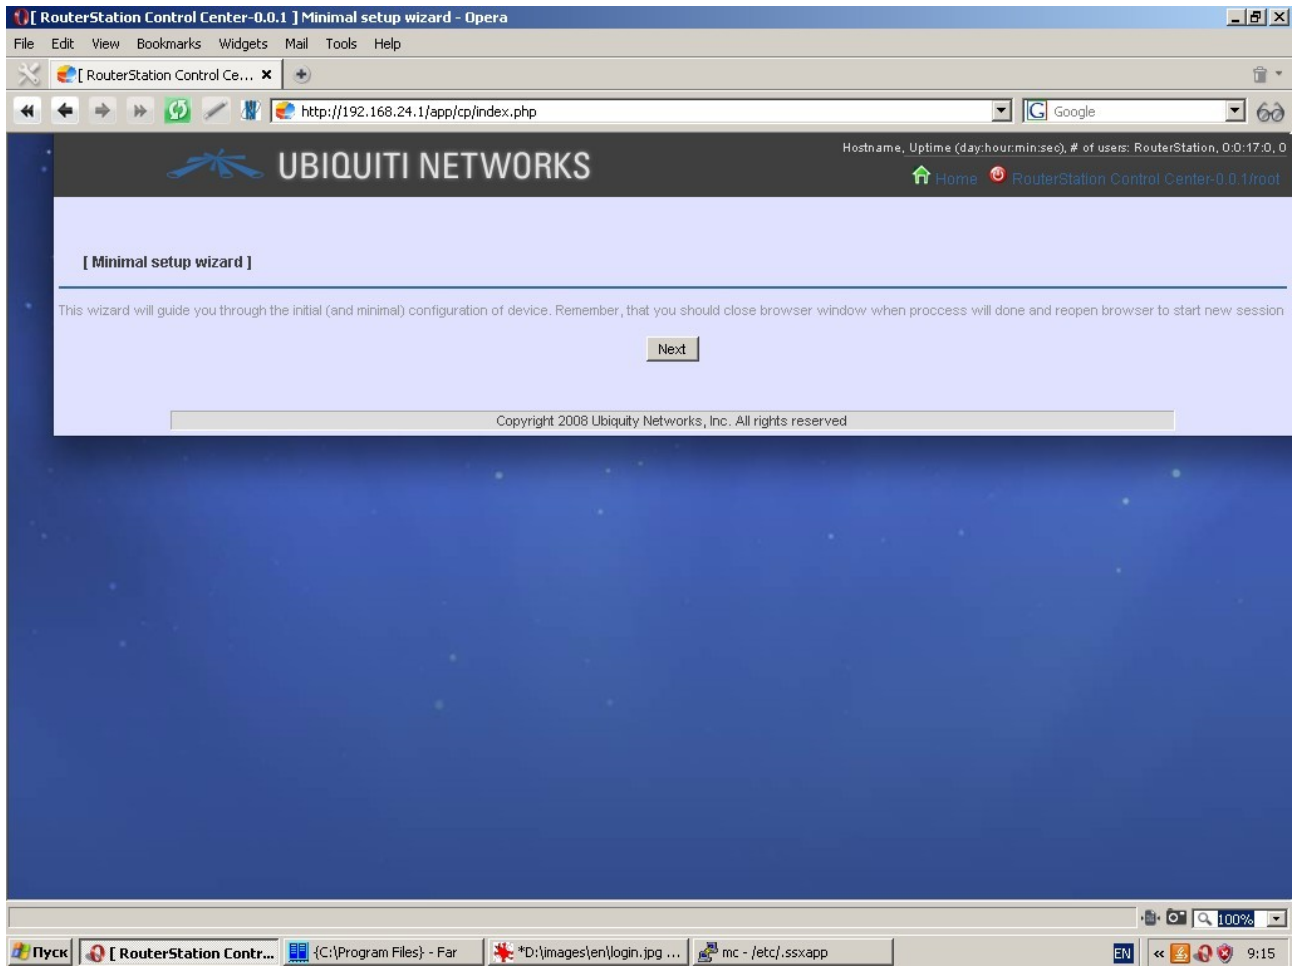 [ RouterStation Control Center-0.0.1 ] Minimal setup wizard - Opera
File Edit View Bookmarks Widgets Mail Tools Help
[ RouterStation Control Ce...
http://192.168.24.1/app/cp/index.php
G Google
UBIQUITI NETWORKS
Hostname, Uptime (day:hour:min:sec), # of users: RouterStation, 0:0:17:0, 0
Home RouterStation Control Center-0.0.1/root
[ Minimal setup wizard ]
This wizard will guide you through the initial (and minimal) configuration of device. Remember, that you should close browser window when proccess will done and reopen browser to start new session
Next
Copyright 2008 Ubiquity Networks, Inc. All rights reserved
100%
Пуск [ RouterStation Contr... {C:\Program Files} - Far *D:\images\en\login.jpg ... mc - /etc/.ssxapp EN « 9:15